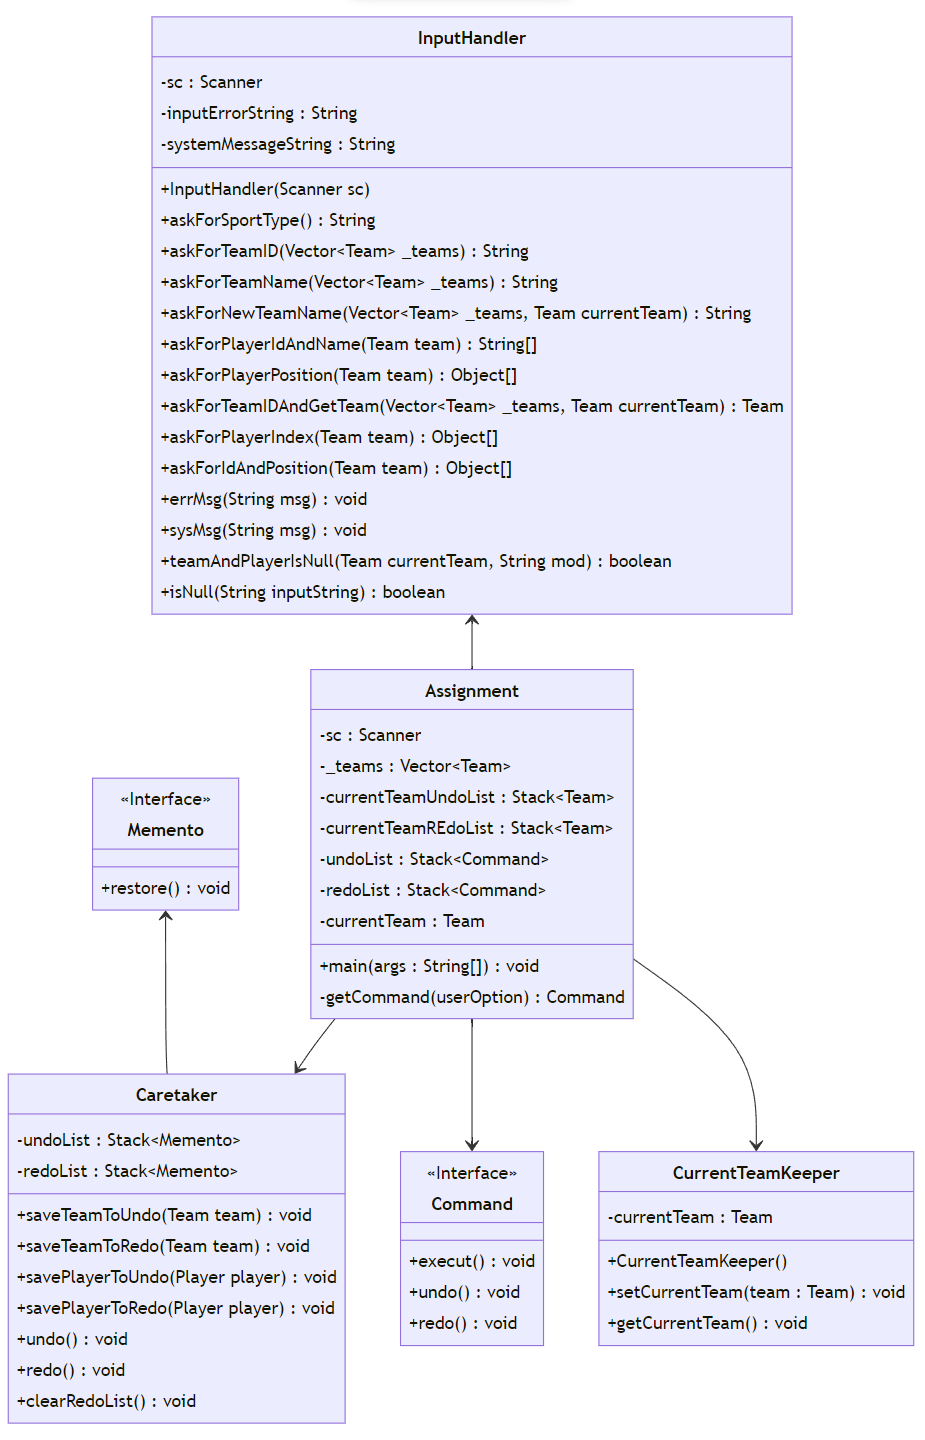 InputHandler
-sc : Scanner
-inputErrorString : String
-systemMessageString : String
+InputHandler(Scanner sc)
+askForSportType() : String
+askForTeamID(Vector<Team> _teams) : String
+askForTeamName(Vector<Team> _teams) : String
+askForNewTeamName(Vector<Team> _teams, Team currentTeam) : String
+askForPlayerIdAndName(Team team) : String[]
+askForPlayerPosition(Team team) : Object[]
+askForTeamIDAndGetTeam(Vector<Team> _teams, Team currentTeam) : Team
+askForPlayerIndex(Team team) : Object[]
+askForIdAndPosition(Team team) : Object[]
+errMsg(String msg) : void
+sysMsg(String msg) : void
+teamAndPlayerIsNull(Team currentTeam, String mod) : boolean
+isNull(String inputString) : boolean
Assignment
-sc : Scanner
-_teams : Vector<Team>
-currentTeamUndoList : Stack<Team>
-currentTeamREdoList : Stack<Team>
-undoList : Stack<Command>
-redoList : Stack<Command>
-currentTeam : Team
+main(args : String[]) : void
-getCommand(userOption) : Command
«Interface»
Memento
+restore() : void
Caretaker
-undoList : Stack<Memento>
-redoList : Stack<Memento>
+saveTeamToUndo(Team team) : void
+saveTeamToRedo(Team team) : void
+savePlayerToUndo(Player player) : void
+savePlayerToRedo(Player player) : void
+undo() : void
+redo() : void
+clearRedoList() : void
«Interface»
Command
+execut() : void
+undo() : void
+redo() : void
CurrentTeamKeeper
-currentTeam : Team
+CurrentTeamKeeper()
+setCurrentTeam(team : Team) : void
+getCurrentTeam() : void